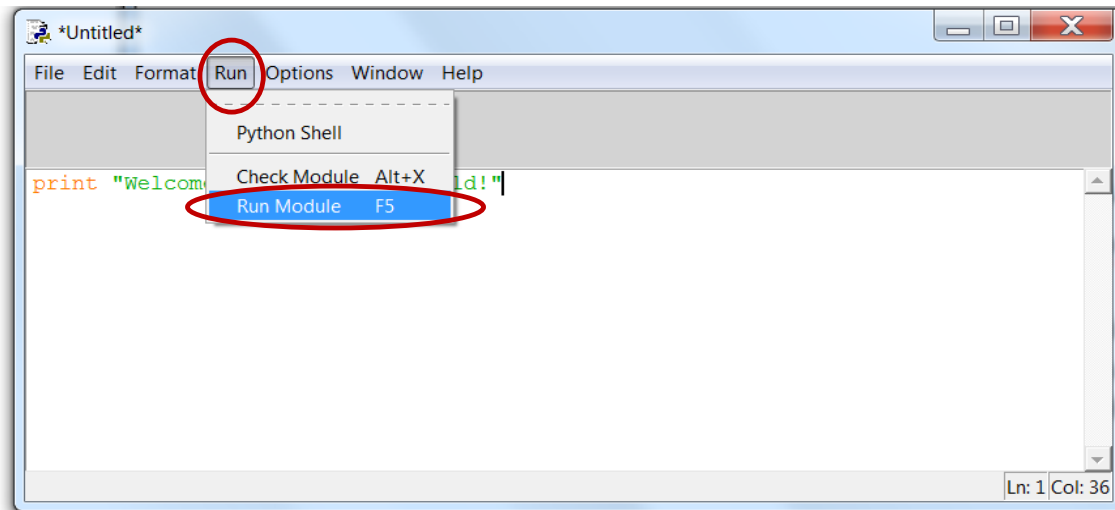 *Untitled*
File Edit Format Run Options Window Help
Python Shell
Check Module Alt+X
Run Module F5
print "Welcom ld!"
Ln: 1 Col: 36